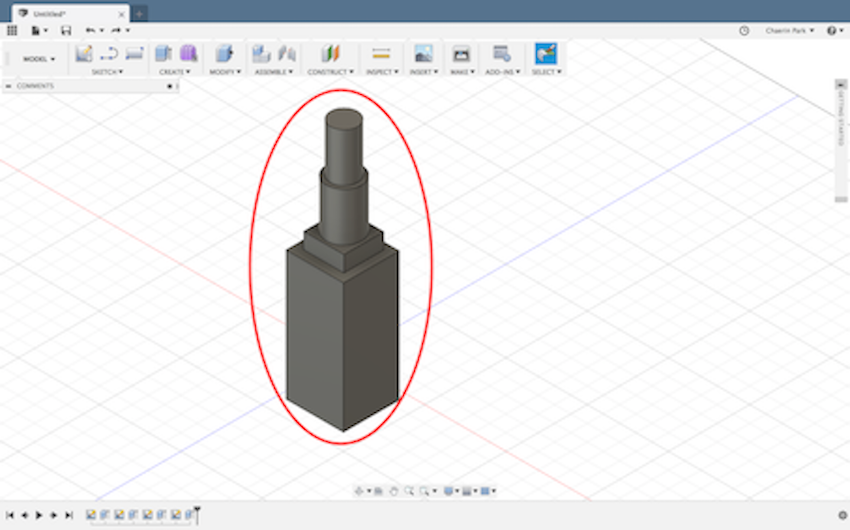 Untitled*
Chaerin Park
MODEL
SKETCH
CREATE
MODIFY
ASSEMBLE
CONSTRUCT
INSPECT
INSERT
MAKE
ADD-INS
SELECT
COMMENTS
GETTING STARTED